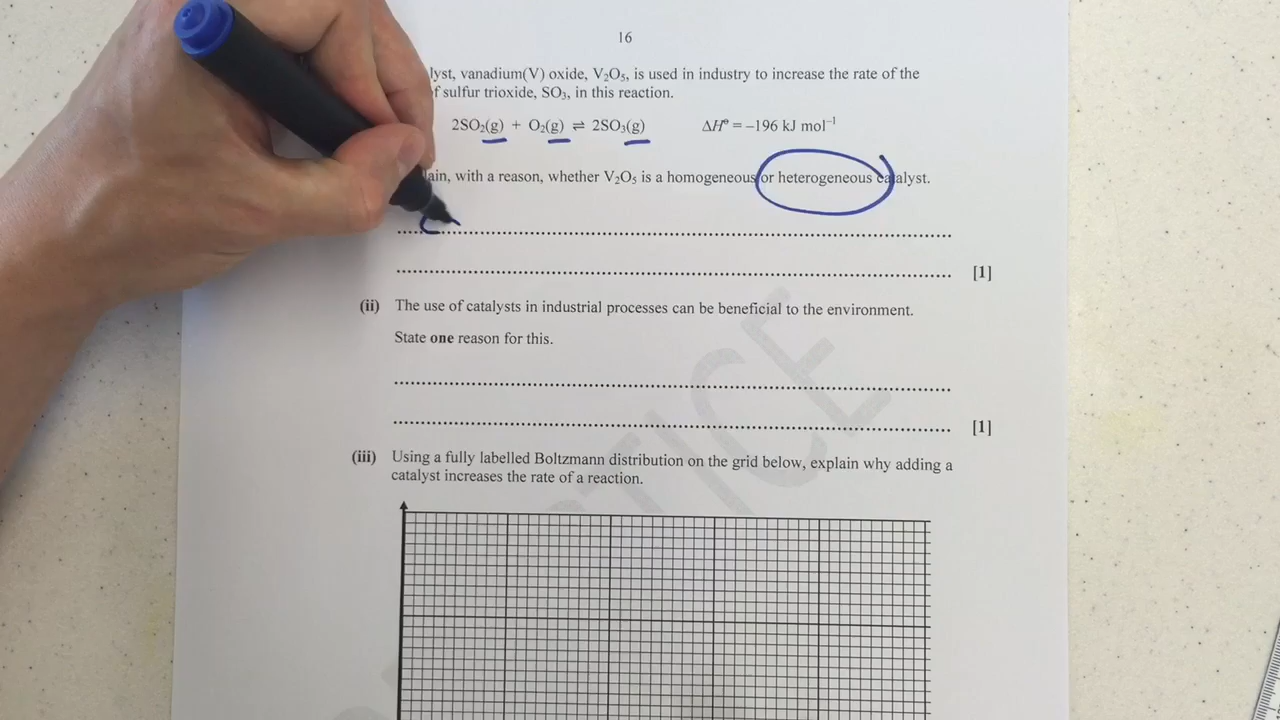 16
lyst, vanadium(V) oxide, V₂O₅, is used in industry to increase the rate of the
f sulfur trioxide, SO₃, in this reaction.
2SO₂(g) + O₂(g) ⇌ 2SO₃(g) ΔH° = –196 kJ mol⁻¹
ain, with a reason, whether V₂O₅ is a homogeneous or heterogeneous catalyst.
[1]
(ii) The use of catalysts in industrial processes can be beneficial to the environment.
State one reason for this.
[1]
(iii) Using a fully labelled Boltzmann distribution on the grid below, explain why adding a
catalyst increases the rate of a reaction.